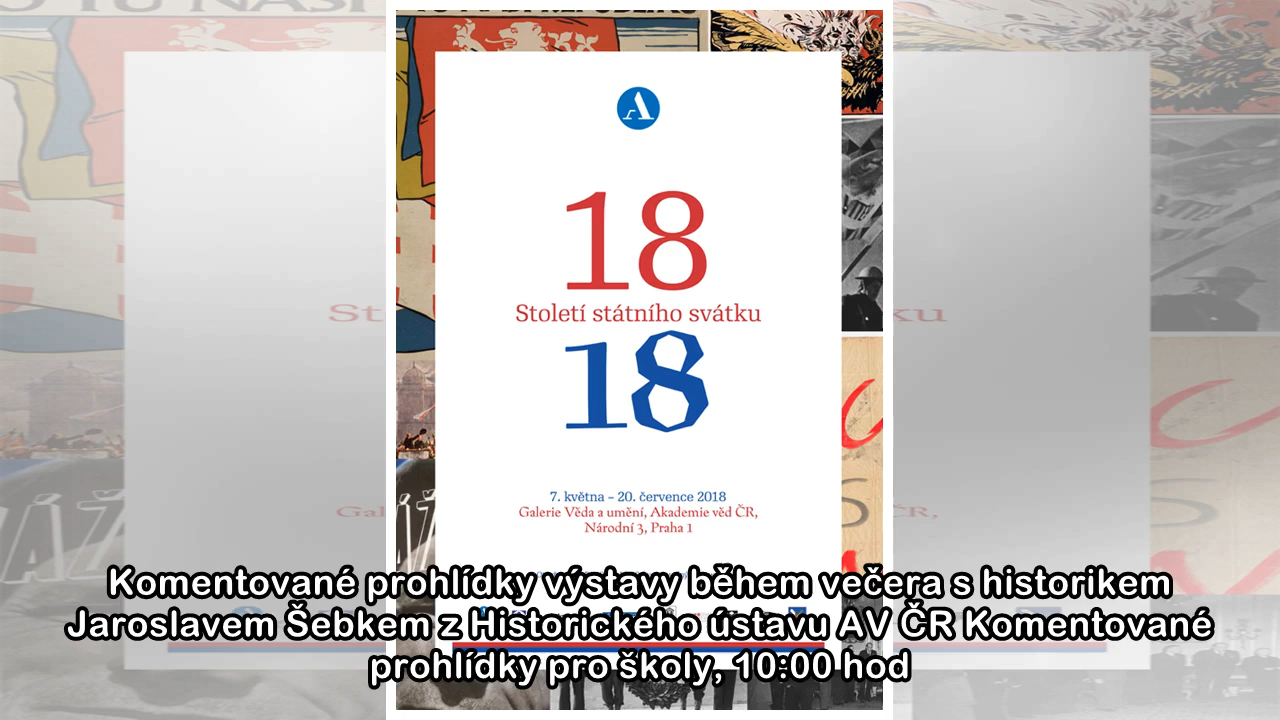 18
Století státního svátku
18
7. května – 20. července 2018
Galerie Věda a umění, Akademie věd ČR,
Národní 3, Praha 1
Komentované prohlídky výstavy během večera s historikem
Jaroslavem Šebkem z Historického ústavu AV ČR Komentované
prohlídky pro školy, 10:00 hod